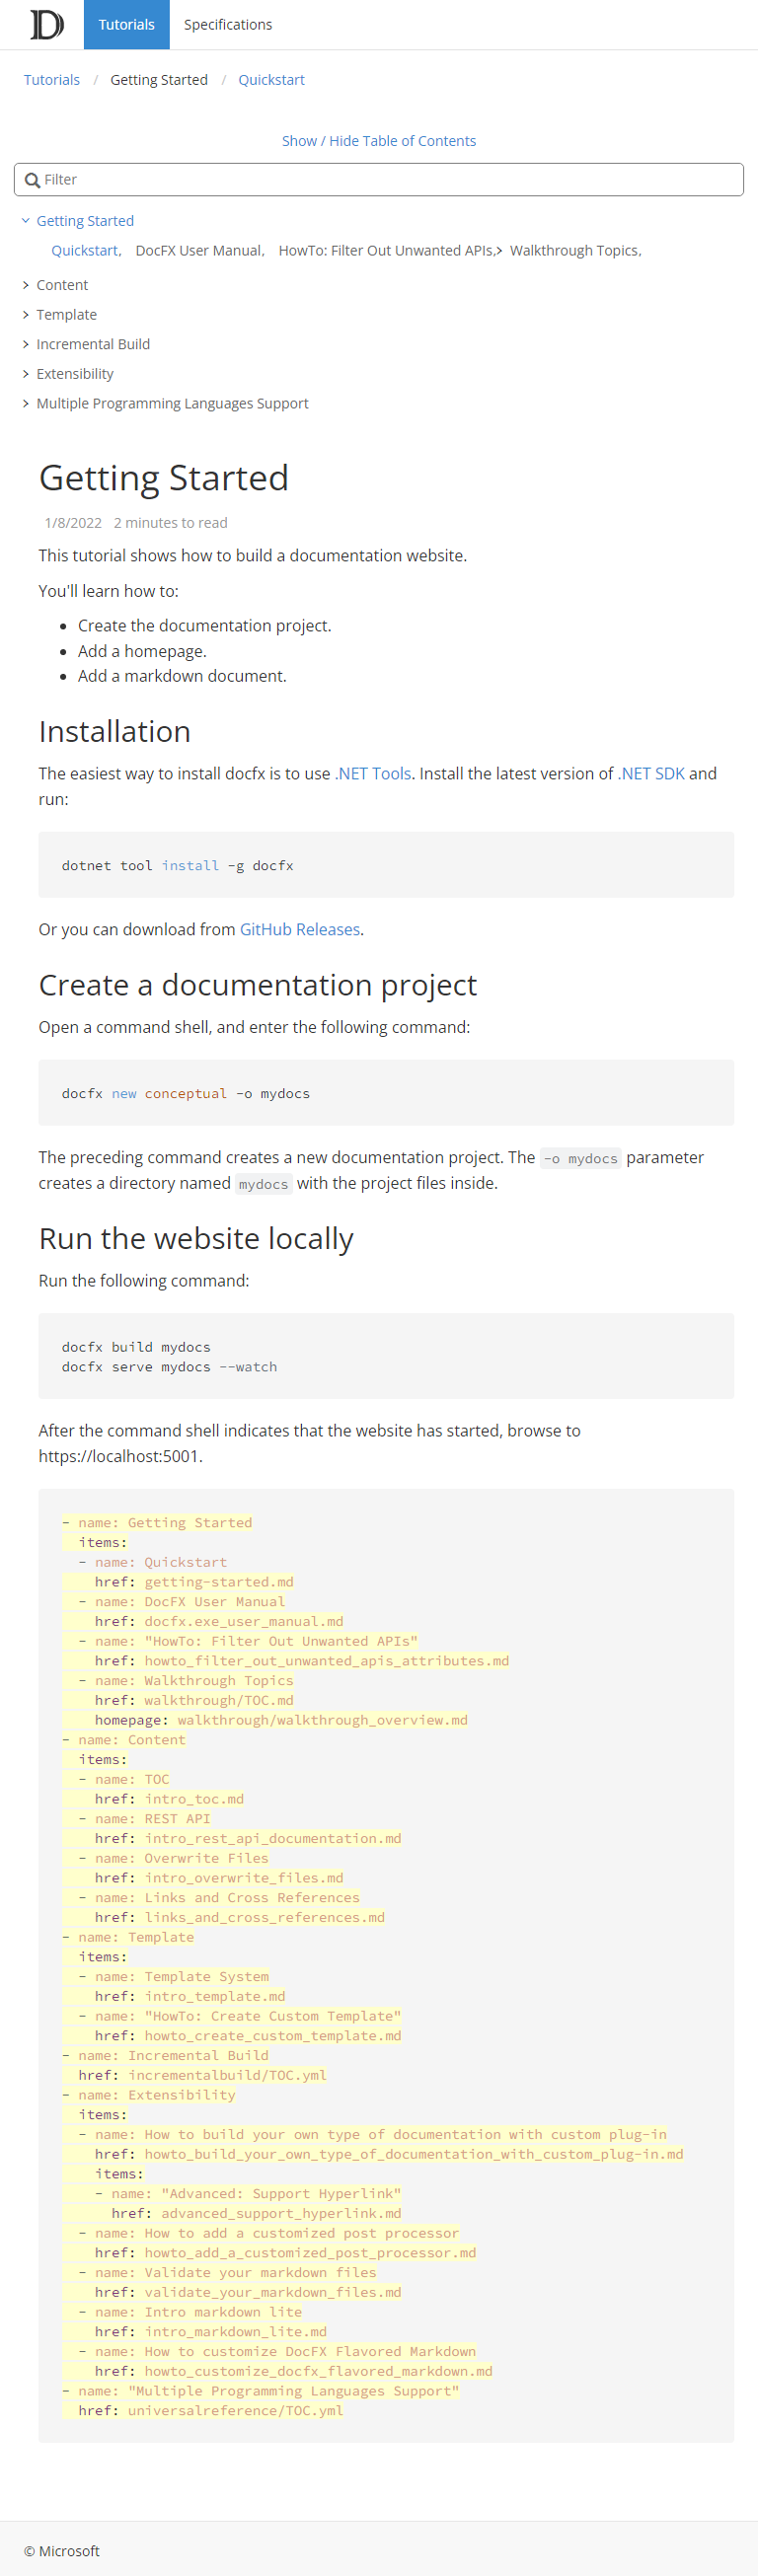 Tutorials Specifications
Tutorials / Getting Started / Quickstart
Show / Hide Table of Contents
Filter
Getting Started
Quickstart, DocFX User Manual, HowTo: Filter Out Unwanted APIs, Walkthrough Topics,
Content
Template
Incremental Build
Extensibility
Multiple Programming Languages Support
Getting Started
1/8/2022 2 minutes to read
This tutorial shows how to build a documentation website.
You'll learn how to:
Create the documentation project.
Add a homepage.
Add a markdown document.
Installation
The easiest way to install docfx is to use .NET Tools. Install the latest version of .NET SDK and
run:
dotnet tool install -g docfx
Or you can download from GitHub Releases.
Create a documentation project
Open a command shell, and enter the following command:
docfx new conceptual -o mydocs
The preceding command creates a new documentation project. The -o mydocs parameter
creates a directory named mydocs with the project files inside.
Run the website locally
Run the following command:
docfx build mydocs
docfx serve mydocs --watch
After the command shell indicates that the website has started, browse to
https://localhost:5001.
- name: Getting Started
  items:
  - name: Quickstart
    href: getting-started.md
  - name: DocFX User Manual
    href: docfx.exe_user_manual.md
  - name: "HowTo: Filter Out Unwanted APIs"
    href: howto_filter_out_unwanted_apis_attributes.md
  - name: Walkthrough Topics
    href: walkthrough/TOC.md
    homepage: walkthrough/walkthrough_overview.md
- name: Content
  items:
  - name: TOC
    href: intro_toc.md
  - name: REST API
    href: intro_rest_api_documentation.md
  - name: Overwrite Files
    href: intro_overwrite_files.md
  - name: Links and Cross References
    href: links_and_cross_references.md
- name: Template
  items:
  - name: Template System
    href: intro_template.md
  - name: "HowTo: Create Custom Template"
    href: howto_create_custom_template.md
- name: Incremental Build
  href: incrementalbuild/TOC.yml
- name: Extensibility
  items:
  - name: How to build your own type of documentation with custom plug-in
    href: howto_build_your_own_type_of_documentation_with_custom_plug-in.md
    items:
    - name: "Advanced: Support Hyperlink"
      href: advanced_support_hyperlink.md
  - name: How to add a customized post processor
    href: howto_add_a_customized_post_processor.md
  - name: Validate your markdown files
    href: validate_your_markdown_files.md
  - name: Intro markdown lite
    href: intro_markdown_lite.md
  - name: How to customize DocFX Flavored Markdown
    href: howto_customize_docfx_flavored_markdown.md
- name: "Multiple Programming Languages Support"
  href: universalreference/TOC.yml
© Microsoft